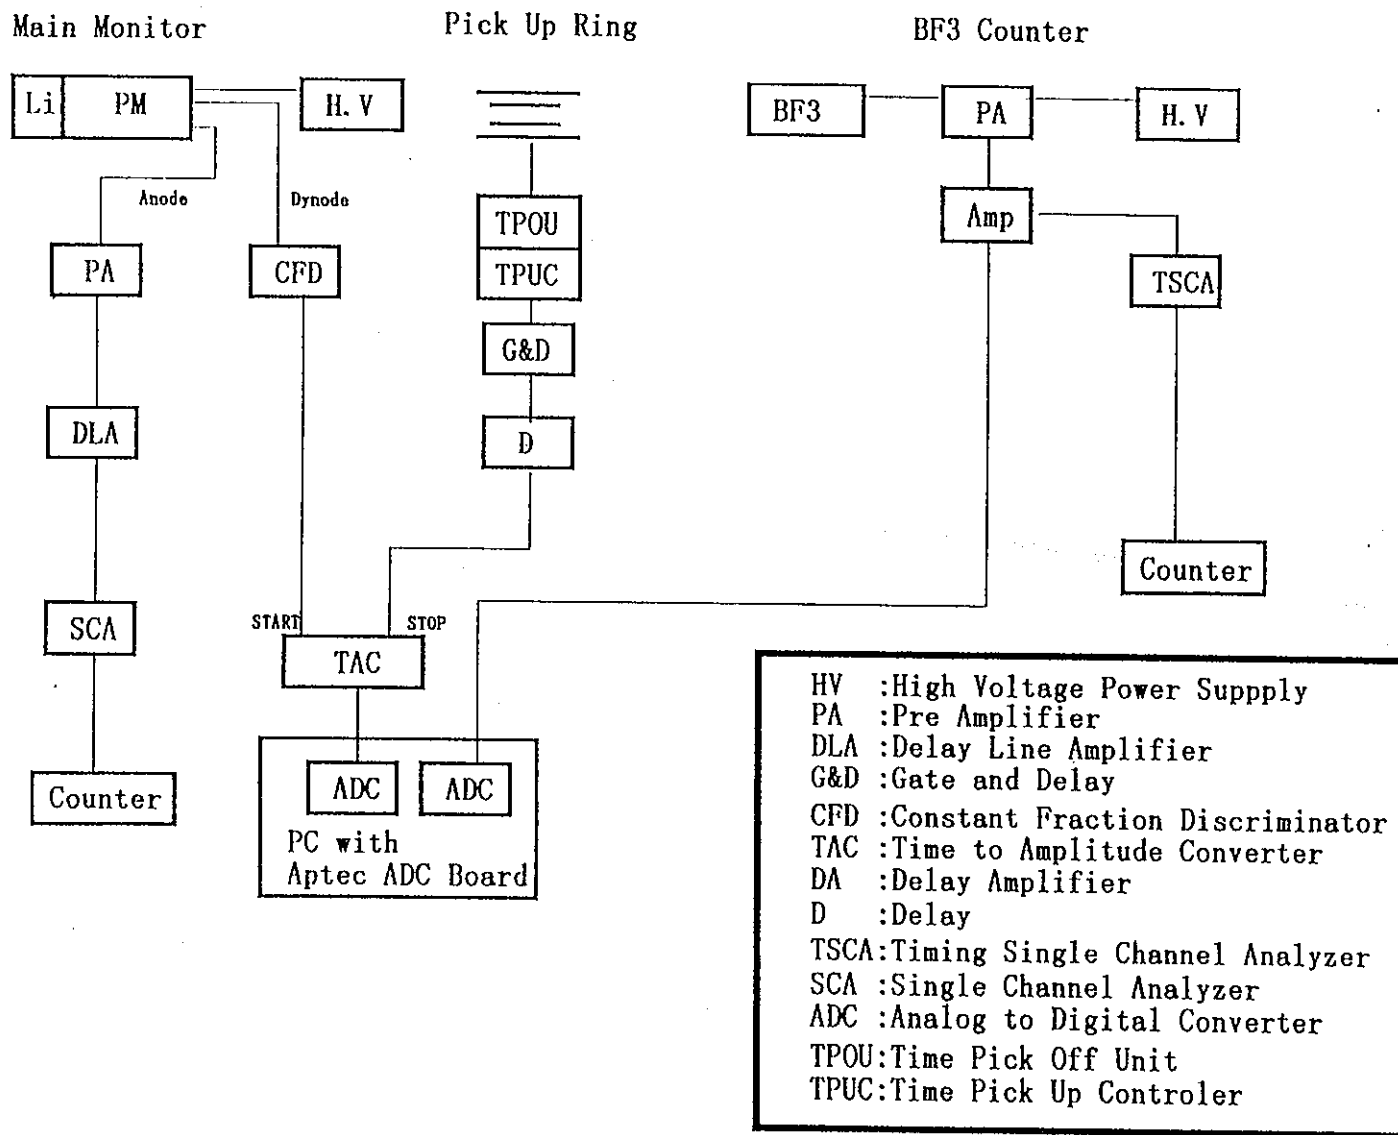 Main Monitor
Pick Up Ring
BF3 Counter
Li PM
H.V
BF3
PA
H.V
Anode
Dynode
TPOU
Amp
PA
CFD
TPUC
TSCA
G&D
DLA
D
Counter
SCA
START
STOP
TAC
ADC
ADC
Counter
PC with
Aptec ADC Board
HV :High Voltage Power Suppply
PA :Pre Amplifier
DLA :Delay Line Amplifier
G&D :Gate and Delay
CFD :Constant Fraction Discriminator
TAC :Time to Amplitude Converter
DA :Delay Amplifier
D :Delay
TSCA:Timing Single Channel Analyzer
SCA :Single Channel Analyzer
ADC :Analog to Digital Converter
TPOU:Time Pick Off Unit
TPUC:Time Pick Up Controler